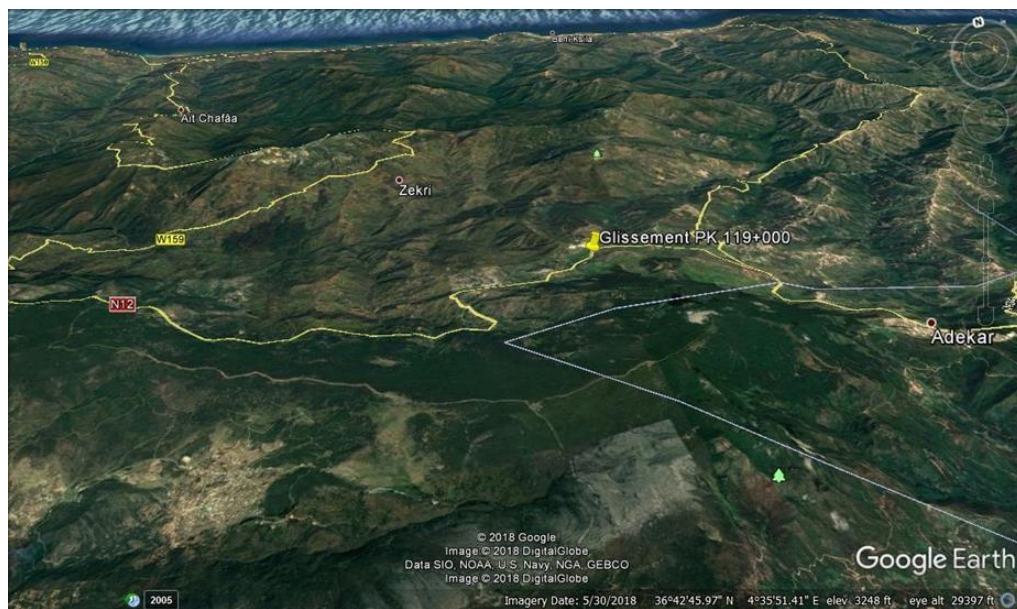 N
W159
Beni Ksila
Aït Chafâa
Zekri
W159
Glissement PK 119+000
N12
Adekar
© 2018 Google
Image © 2018 DigitalGlobe
Data SIO, NOAA, U.S. Navy, NGA, GEBCO
Image © 2018 DigitalGlobe
Google Earth
2005
Imagery Date: 5/30/2018 36°42'45.97" N 4°35'51.41" E elev 3248 ft eye alt 29397 ft